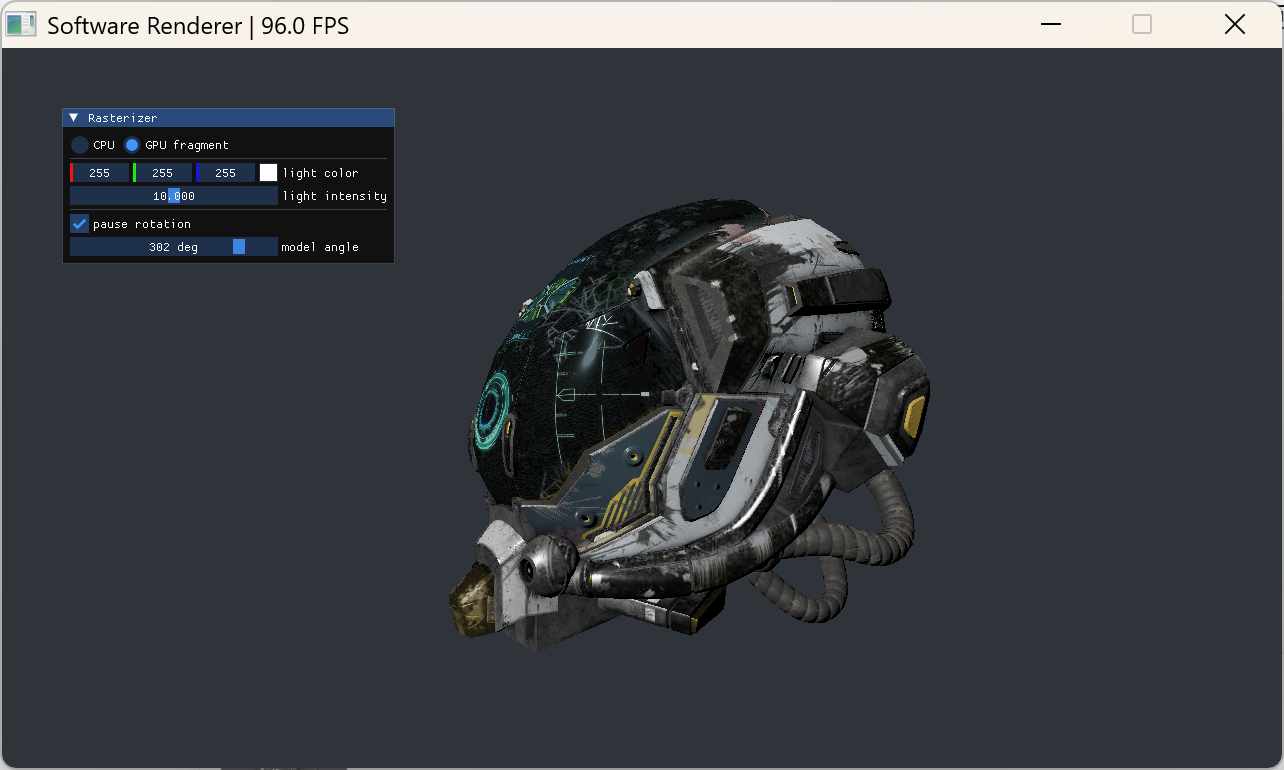 Software Renderer | 96.0 FPS
Rasterizer
CPU GPU fragment
255 255 255 light color
10.000 light intensity
pause rotation
302 deg model angle